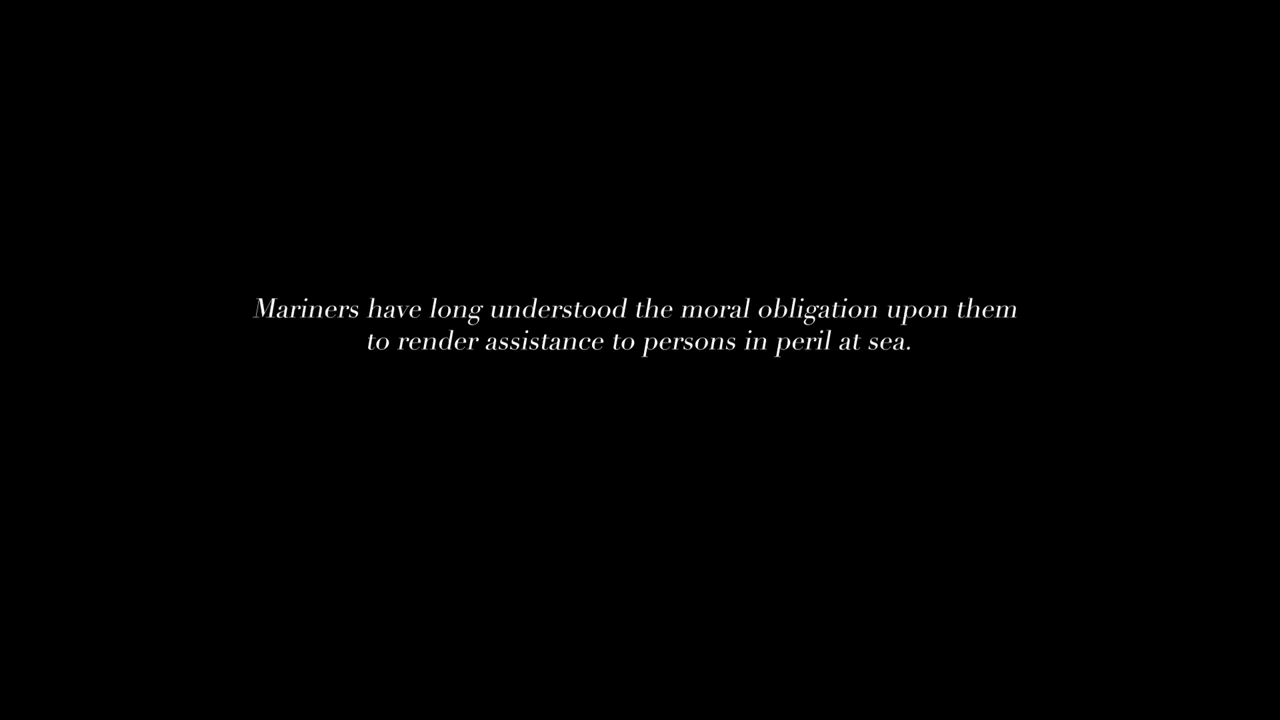 Mariners have long understood the moral obligation upon them
to render assistance to persons in peril at sea.